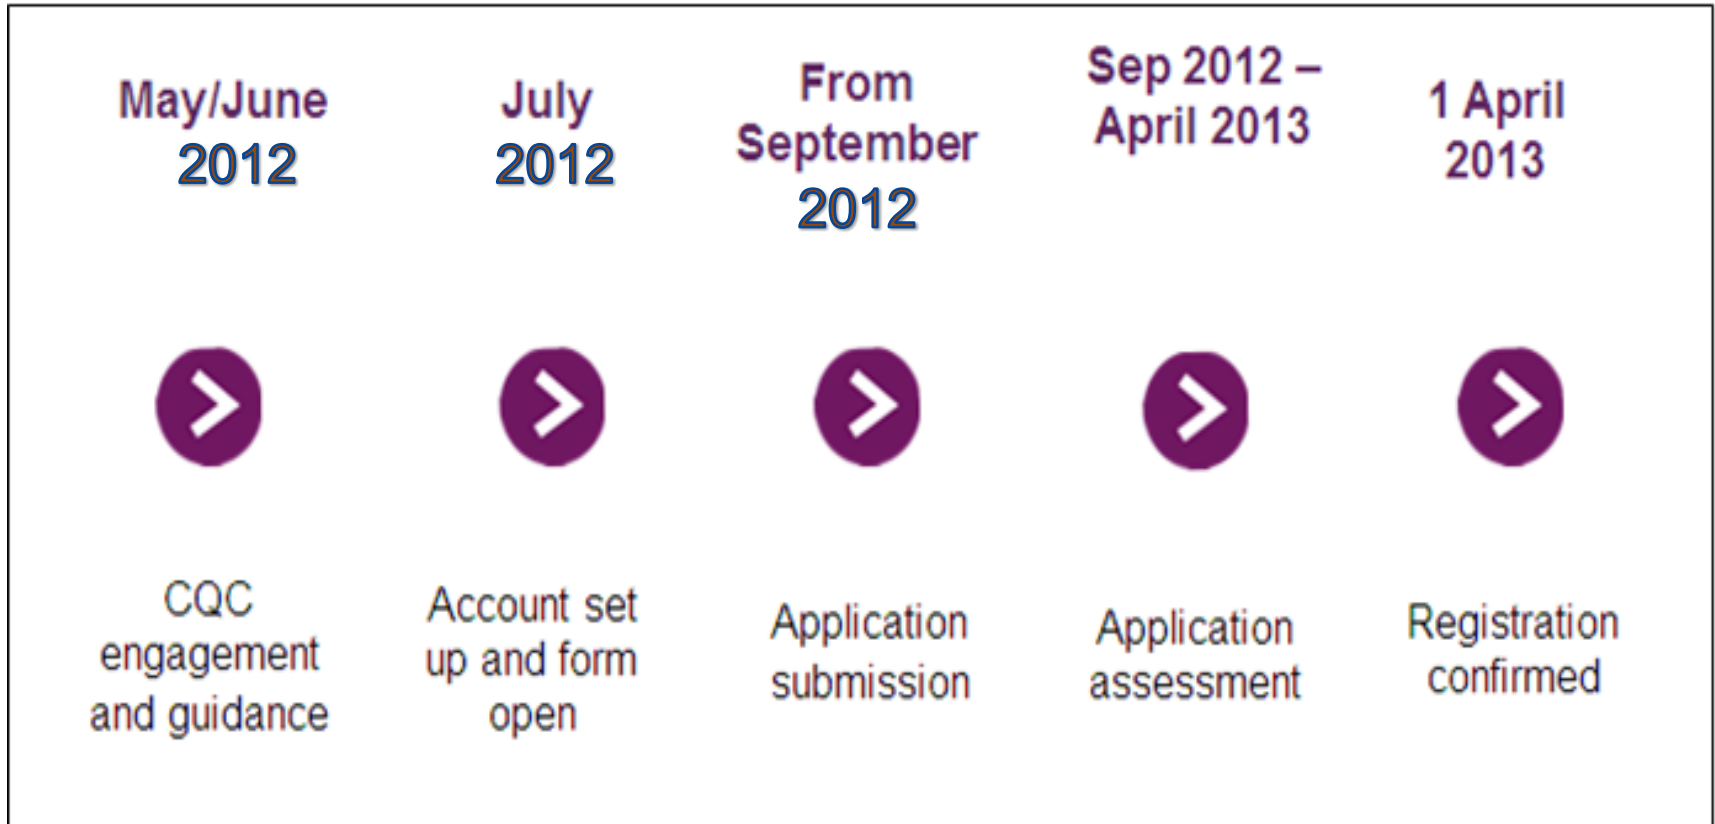 May/June
2012
July
2012
From
September
2012
Sep 2012 –
April 2013
1 April
2013
CQC
engagement
and guidance
Account set
up and form
open
Application
submission
Application
assessment
Registration
confirmed